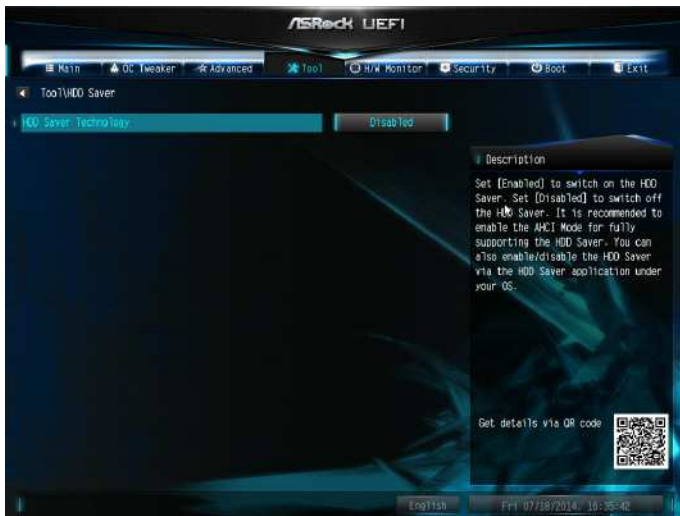 ASRock UEFI
Main OC Tweaker Advanced Tool H/W Monitor Security Boot Exit
Tool\HDD Saver
HDD Saver Technology Disabled
Description
Set [Enabled] to switch on the HDD
Saver. Set [Disabled] to switch off
the HDD Saver. It is recommended to
enable the AHCI Mode for fully
supporting the HDD Saver. You can
also enable/disable the HDD Saver
via the HDD Saver application under
your OS.
Get details via QR code
English Fri 07/18/2014. 16:35:42